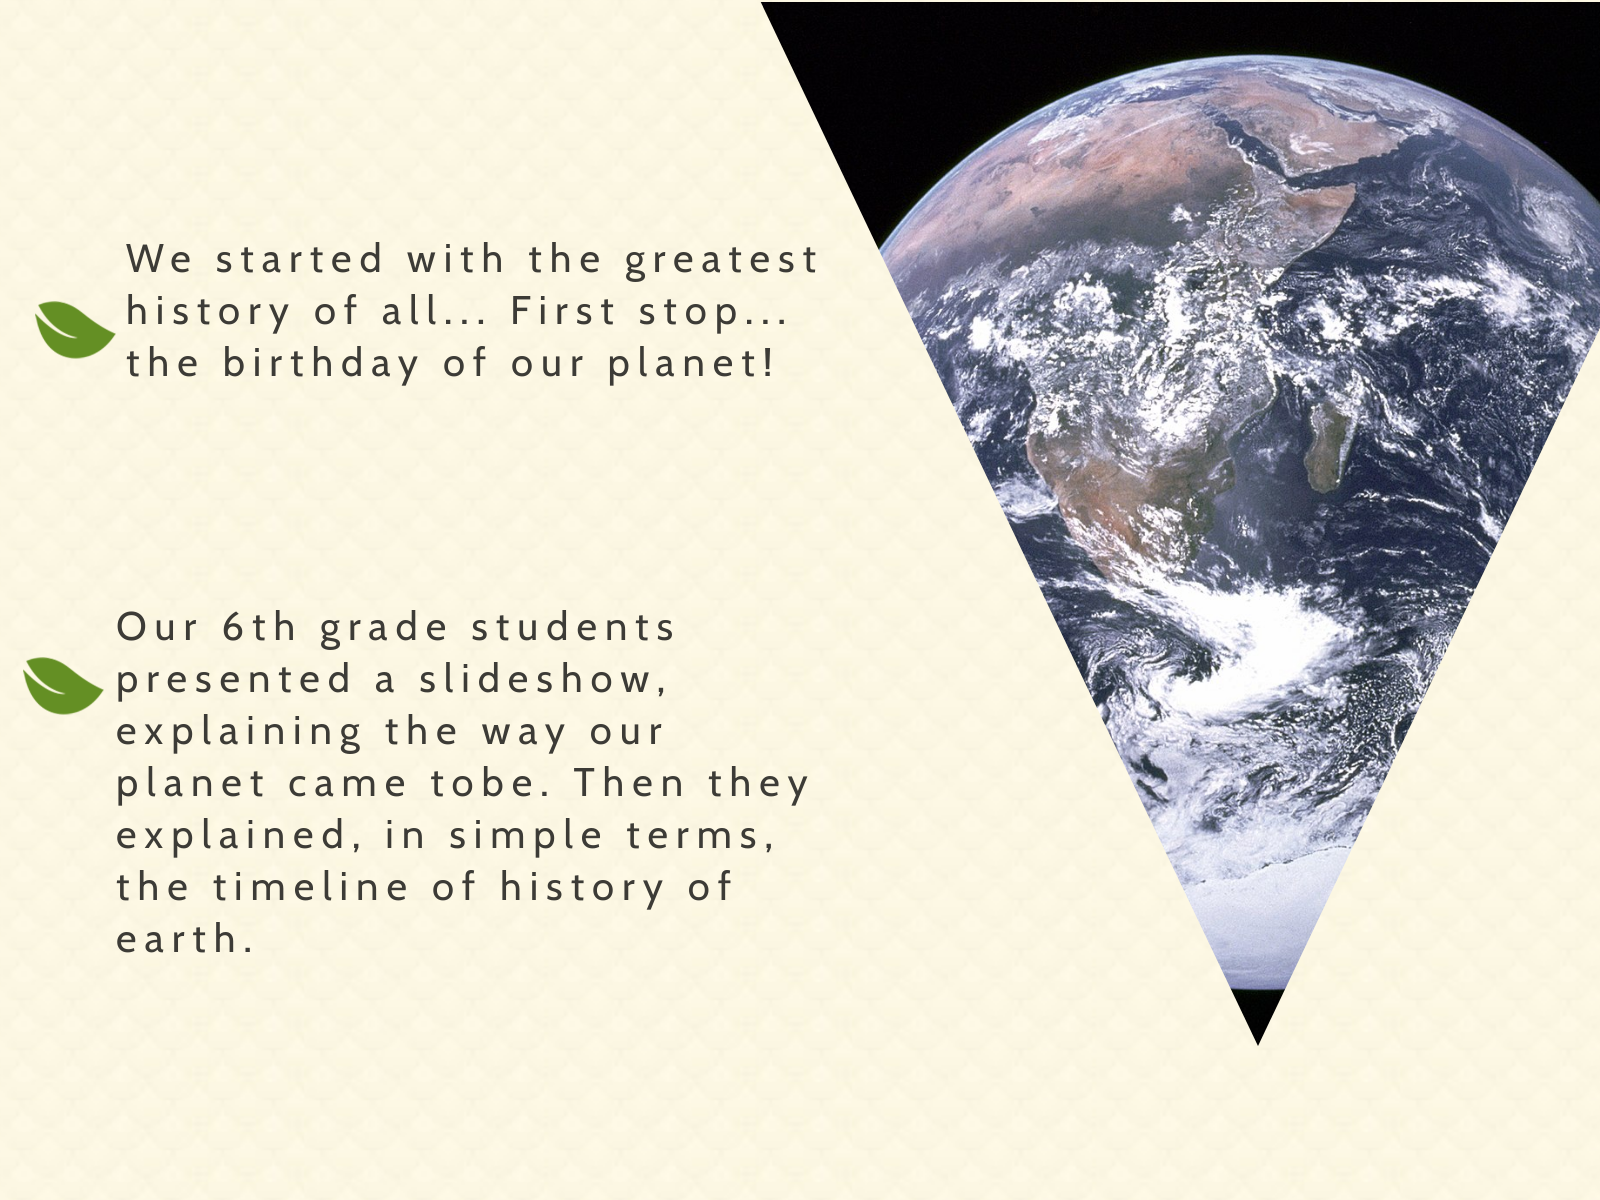 We started with the greatest
history of all... First stop...
the birthday of our planet!
Our 6th grade students
presented a slideshow,
explaining the way our
planet came tobe. Then they
explained, in simple terms,
the timeline of history of
earth.